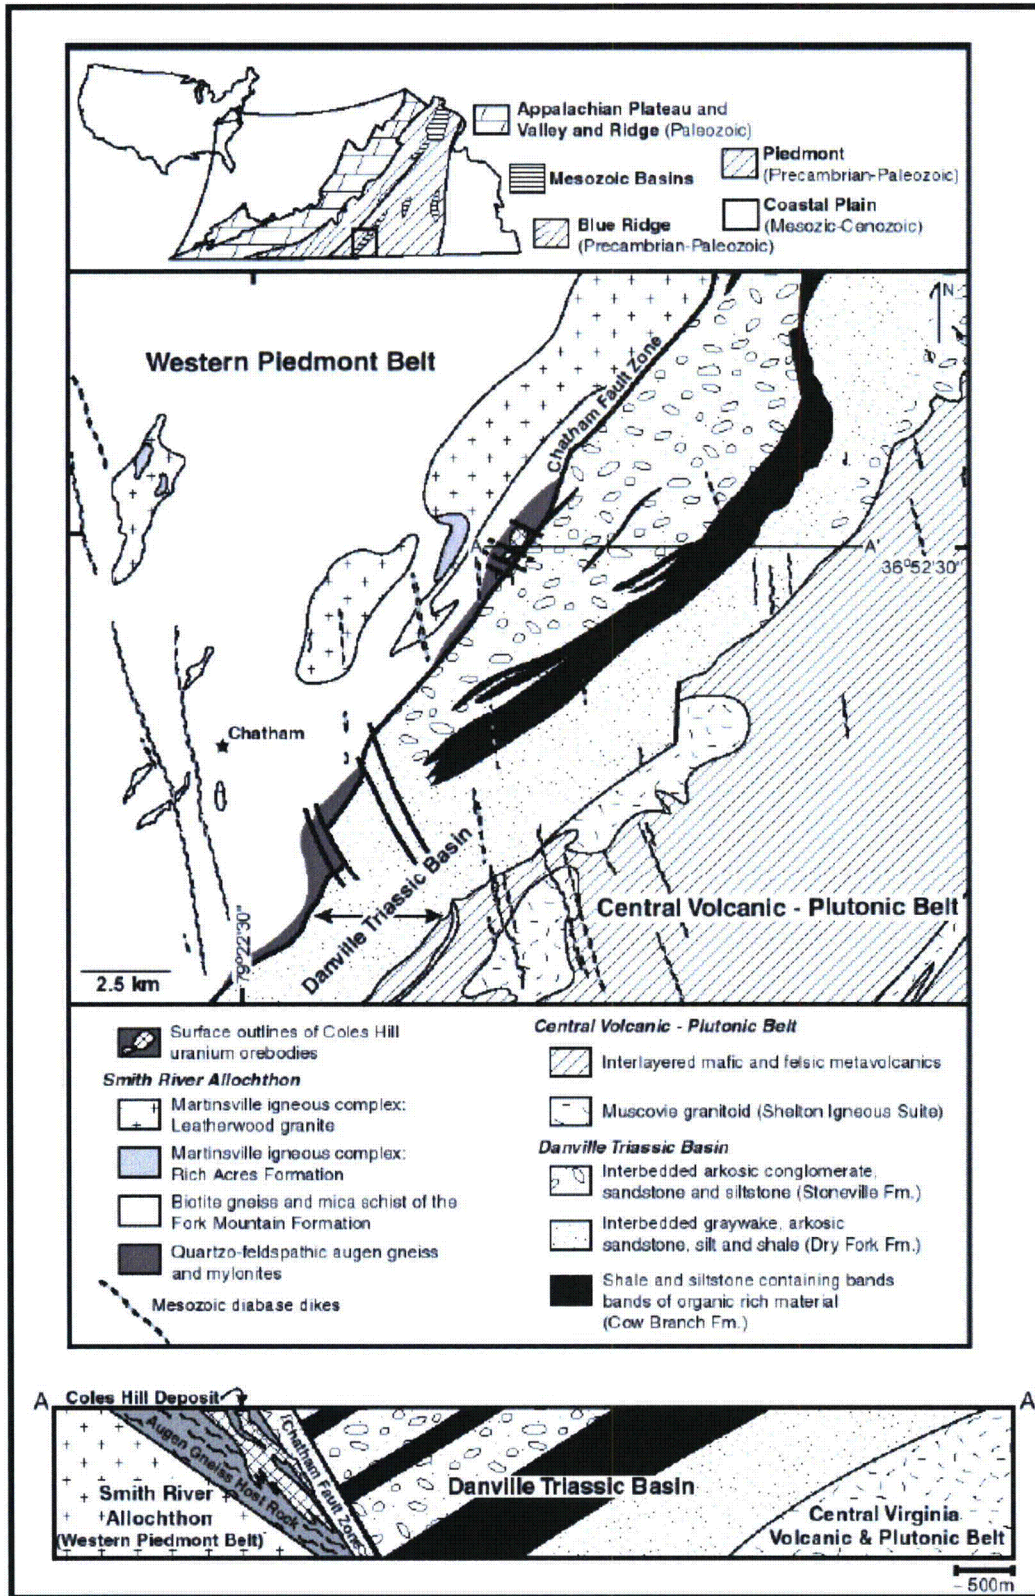 Appalachian Plateau and
Valley and Ridge (Paleozoic)
Mesozoic Basins
Piedmont
(Precambrian-Paleozoic)
Blue Ridge
(Precambrian-Paleozoic)
Coastal Plain
(Mesozic-Cenozoic)
Western Piedmont Belt
N
Chatham Fault Zone
A
A'
36°52'30"
Chatham
Danville Triassic Basin
Central Volcanic - Plutonic Belt
79°22'30"
2.5 km
Surface outlines of Coles Hill
uranium orebodies
Smith River Allochthon
Martinsville igneous complex:
Leatherwood granite
Martinsville igneous complex:
Rich Acres Formation
Biotite gneiss and mica schist of the
Fork Mountain Formation
Quartzo-feldspathic augen gneiss
and mylonites
Mesozoic diabase dikes
Central Volcanic - Plutonic Belt
Interlayered mafic and felsic metavolcanics
Muscovie granitoid (Shelton Igneous Suite)
Danville Triassic Basin
Interbedded arkosic conglomerate,
sandstone and siltstone (Stoneville Fm.)
Interbedded graywake, arkosic
sandstone, silt and shale (Dry Fork Fm.)
Shale and siltstone containing bands
bands of organic rich material
(Cow Branch Fm.)
A
Coles Hill Deposit
A
Augen Gneiss Host Rock
Chatham Fault Zone
Smith River
Allochthon
(Western Piedmont Belt)
Danville Triassic Basin
Central Virginia
Volcanic & Plutonic Belt
~ 500m